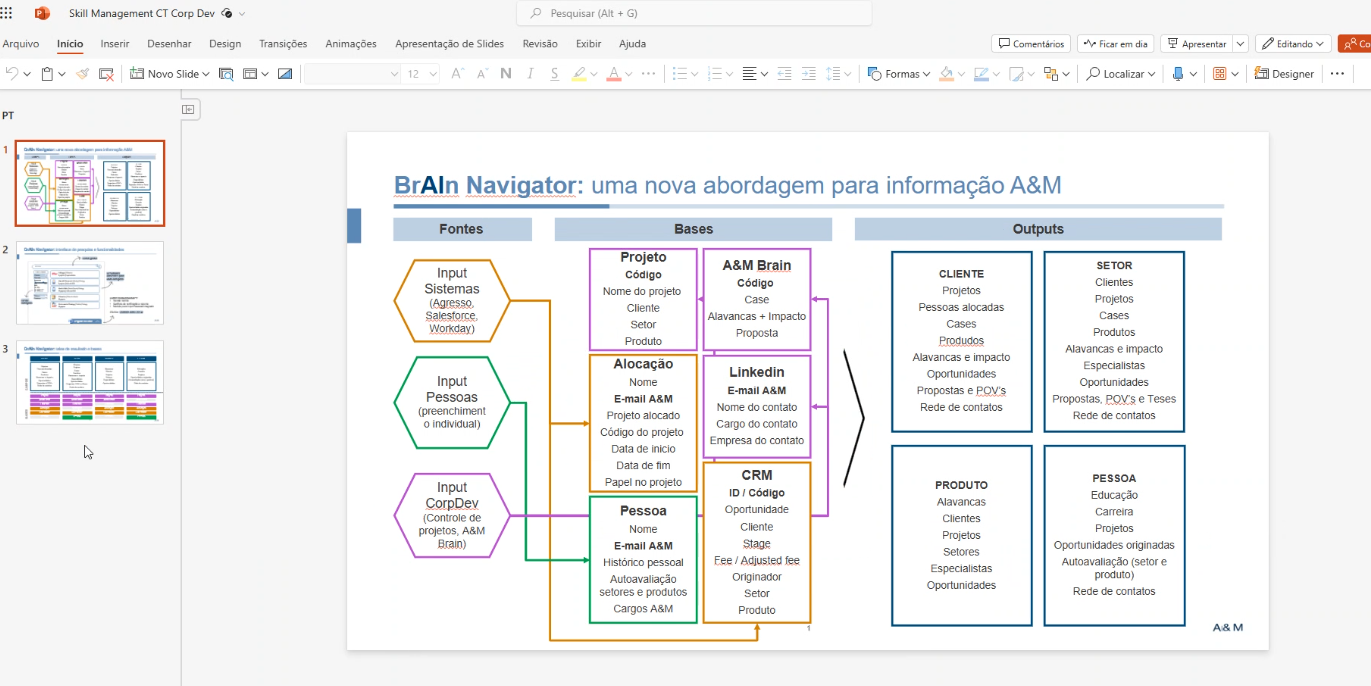 Skill Management CT Corp Dev
Pesquisar (Alt + G)
Arquivo Início Inserir Desenhar Design Transições Animações Apresentação de Slides Revisão Exibir Ajuda
Comentários Ficar em dia Apresentar Editando Co
Novo Slide 12 N I S Formas Localizar Designer
PT
1
2
3
BrAIn Navigator: uma nova abordagem para informação A&M
Fontes
Input
Sistemas
(Agresso,
Salesforce,
Workday)
Input
Pessoas
(preenchiment
o individual)
Input
CorpDev
(Controle de
projetos, A&M
Brain)
Bases
Projeto
Código
Nome do projeto
Cliente
Setor
Produto
A&M Brain
Código
Case
Alavancas + Impacto
Proposta
Alocação
Nome
E-mail A&M
Projeto alocado
Código do projeto
Data de inicio
Data de fim
Papel no projeto
Linkedin
E-mail A&M
Nome do contato
Cargo do contato
Empresa do contato
Pessoa
Nome
E-mail A&M
Histórico pessoal
Autoavaliação
setores e produtos
Cargos A&M
CRM
ID / Código
Oportunidade
Cliente
Stage
Fee / Adjusted fee
Originador
Setor
Produto
Outputs
CLIENTE
Projetos
Pessoas alocadas
Cases
Produdos
Alavancas e impacto
Oportunidades
Propostas e POV's
Rede de contatos
SETOR
Clientes
Projetos
Cases
Produtos
Alavancas e impacto
Especialistas
Oportunidades
Propostas, POV's e Teses
Rede de contatos
PRODUTO
Alavancas
Clientes
Projetos
Setores
Especialistas
Oportunidades
PESSOA
Educação
Carreira
Projetos
Oportunidades originadas
Autoavaliação (setor e
produto)
Rede de contatos
1
A&M